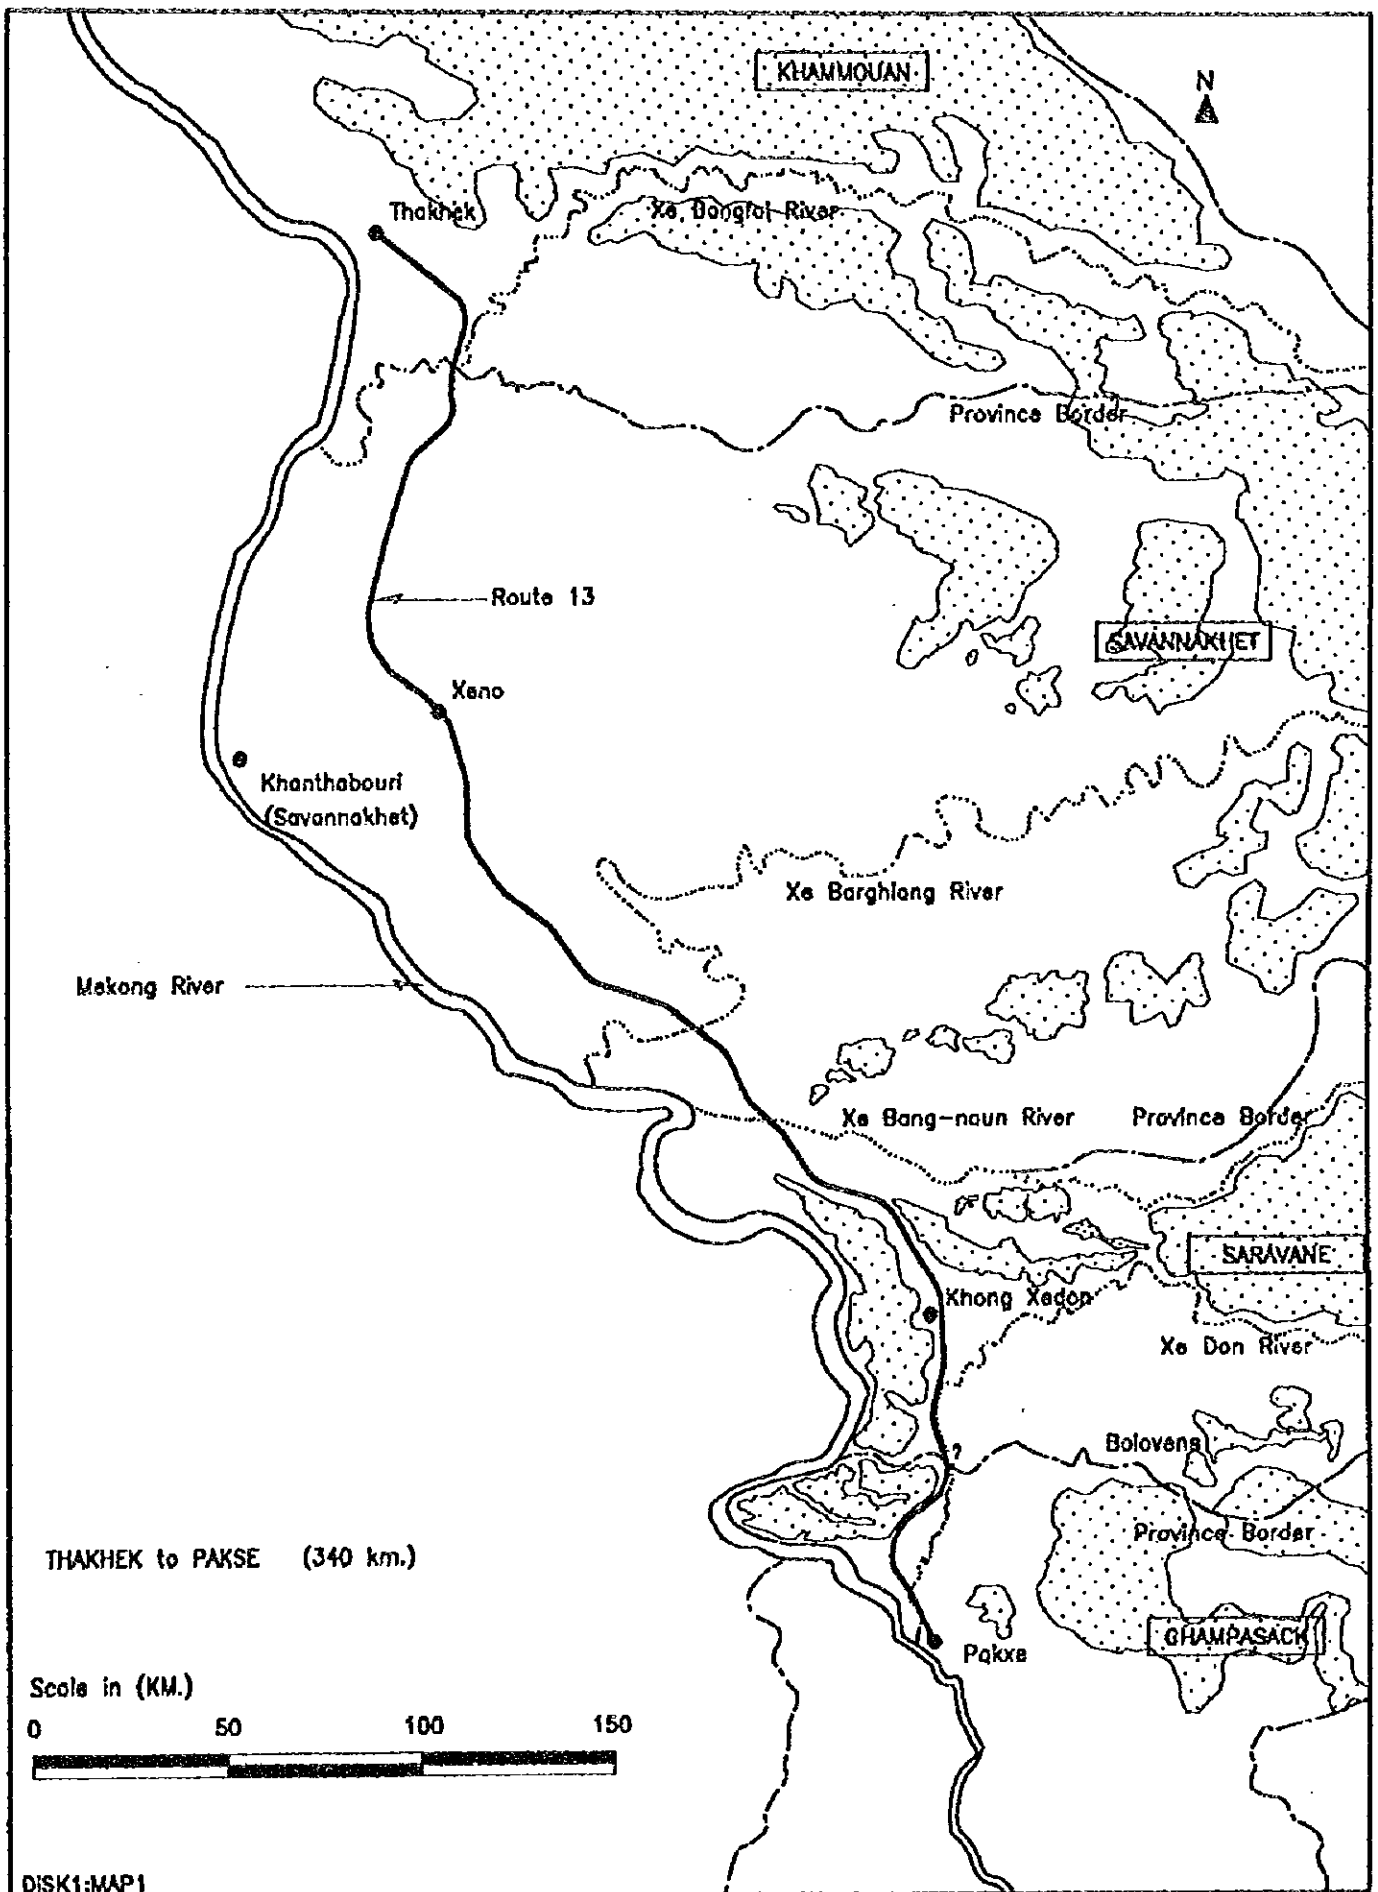 KHAMMOUAN
N
Thakhek
Xe Bangfai River
Province Border
Route 13
SAVANNAKHET
Xeno
Khanthabouri
(Savannakhet)
Xe Barghiang River
Mekong River
Xe Bang-noun River
Province Border
SARAVANE
Khong Xedon
Xe Don River
Bolovens
?
Province Border
THAKHEK to PAKSE (340 km.)
CHAMPASACK
Pakxe
Scale in (KM.)
0 50 100 150
DISK1:MAP1